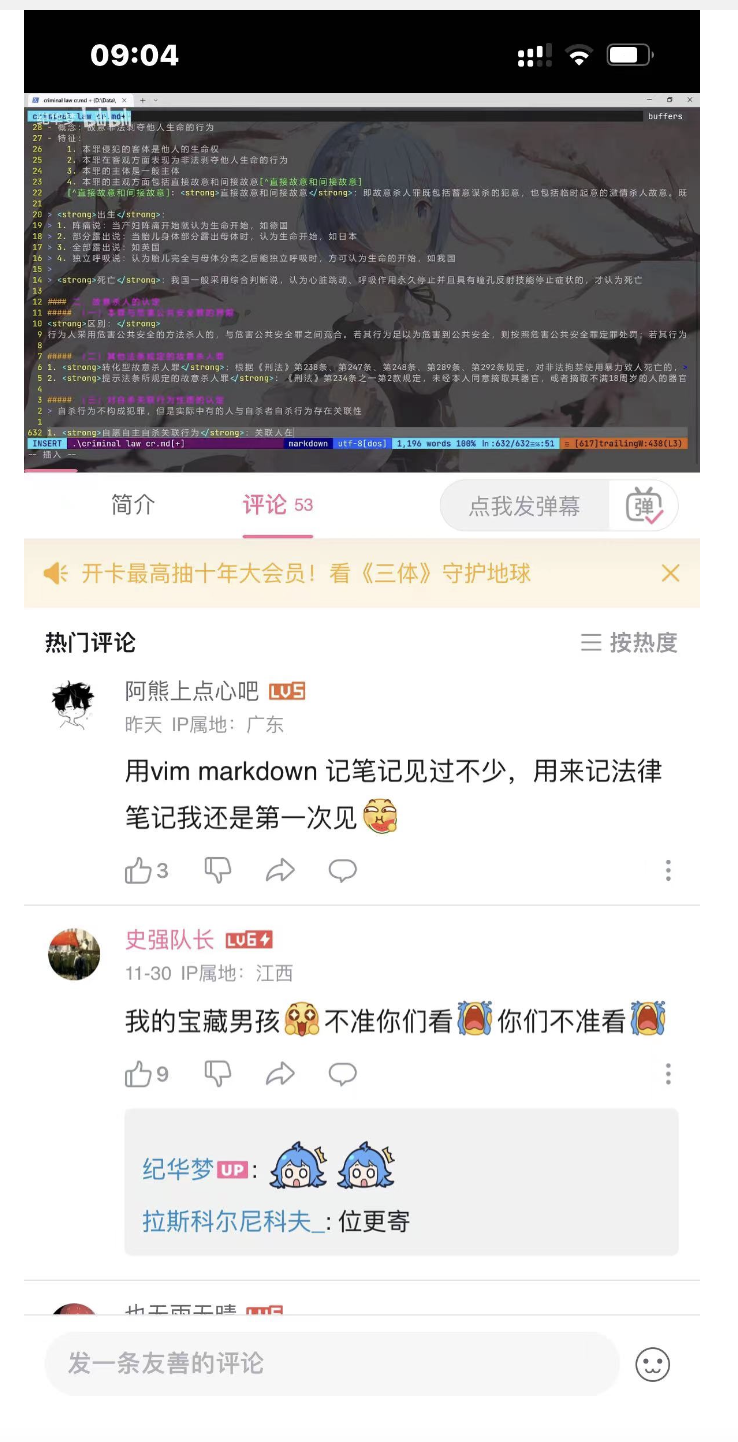 09:04
criminal law cr.md + (D:\Data\
criminal law cr.md+
buffers
28 - 概念：故意非法剥夺他人生命的行为
27 - 特征：
26 1. 本罪侵犯的客体是他人的生命权
25 2. 本罪在客观方面表现为非法剥夺他人生命的行为
24 3. 本罪的主体是一般主体
23 4. 本罪的主观方面包括直接故意和间接故意[^直接故意和间接故意]
22 [^直接故意和间接故意]: <strong>直接故意和间接故意</strong>: 即故意杀人罪既包括蓄意谋杀的犯意，也包括临时起意的激情杀人故意。既
21
20 > <strong>出生</strong>:
19 > 1. 阵痛说：当产妇阵痛开始就认为生命开始，如德国
18 > 2. 部分露出说：当胎儿身体部分露出母体时，认为生命开始，如日本
17 > 3. 全部露出说：如英国
16 > 4. 独立呼吸说：认为胎儿完全与母体分离之后能独立呼吸时，方可认为生命的开始，如我国
15 >
14 > <strong>死亡</strong>: 我国一般采用综合判断说，认为心脏跳动、呼吸作用永久停止并且具有瞳孔反射技能停止症状的，才认为死亡
13
12 #### 二、故意杀人的认定
11 ##### （一）本罪与危害公共安全罪的界限
10 <strong>区别: </strong>
9 行为人采用危害公共安全的方法杀人的，与危害公共安全罪之间竞合。若其行为足以为危害到公共安全，则按照危害公共安全罪定罪处罚；若其行为
8
7 ##### （二）其他法条规定的故意杀人罪
6 1. <strong>转化型故意杀人罪</strong>: 根据《刑法》第238条、第247条、第248条、第289条、第292条规定，对非法拘禁使用暴力致人死亡的，
5 2. <strong>提示法条所规定的故意杀人罪</strong>: 《刑法》第234条之一第2款规定，未经本人同意摘取其器官，或者摘取不满18周岁的人的器官
4
3 ##### （三）对自杀关联行为性质的认定
2 > 自杀行为不构成犯罪，但是实际中有的人与自杀者自杀行为存在关联性
1
632 1. <strong>自愿自主自杀关联行为</strong>: 关联人在
INSERT .\criminal law cr.md[+] markdown utf-8[dos] 1,196 words 100% ln:632/632 :51 [617]trailingW:438(L3)
-- 插入 --
简介 评论 53 点我发弹幕 弹
开卡最高抽十年大会员！看《三体》守护地球
热门评论 按热度
阿熊上点心吧 LV5
昨天 IP属地：广东
用vim markdown 记笔记见过不少，用来记法律
笔记我还是第一次见
3
史强队长 LV6
11-30 IP属地：江西
我的宝藏男孩不准你们看你们不准看
9
纪华梦 UP :
拉斯科尔尼科夫_: 位更寄
也无雨无晴 LV5
发一条友善的评论